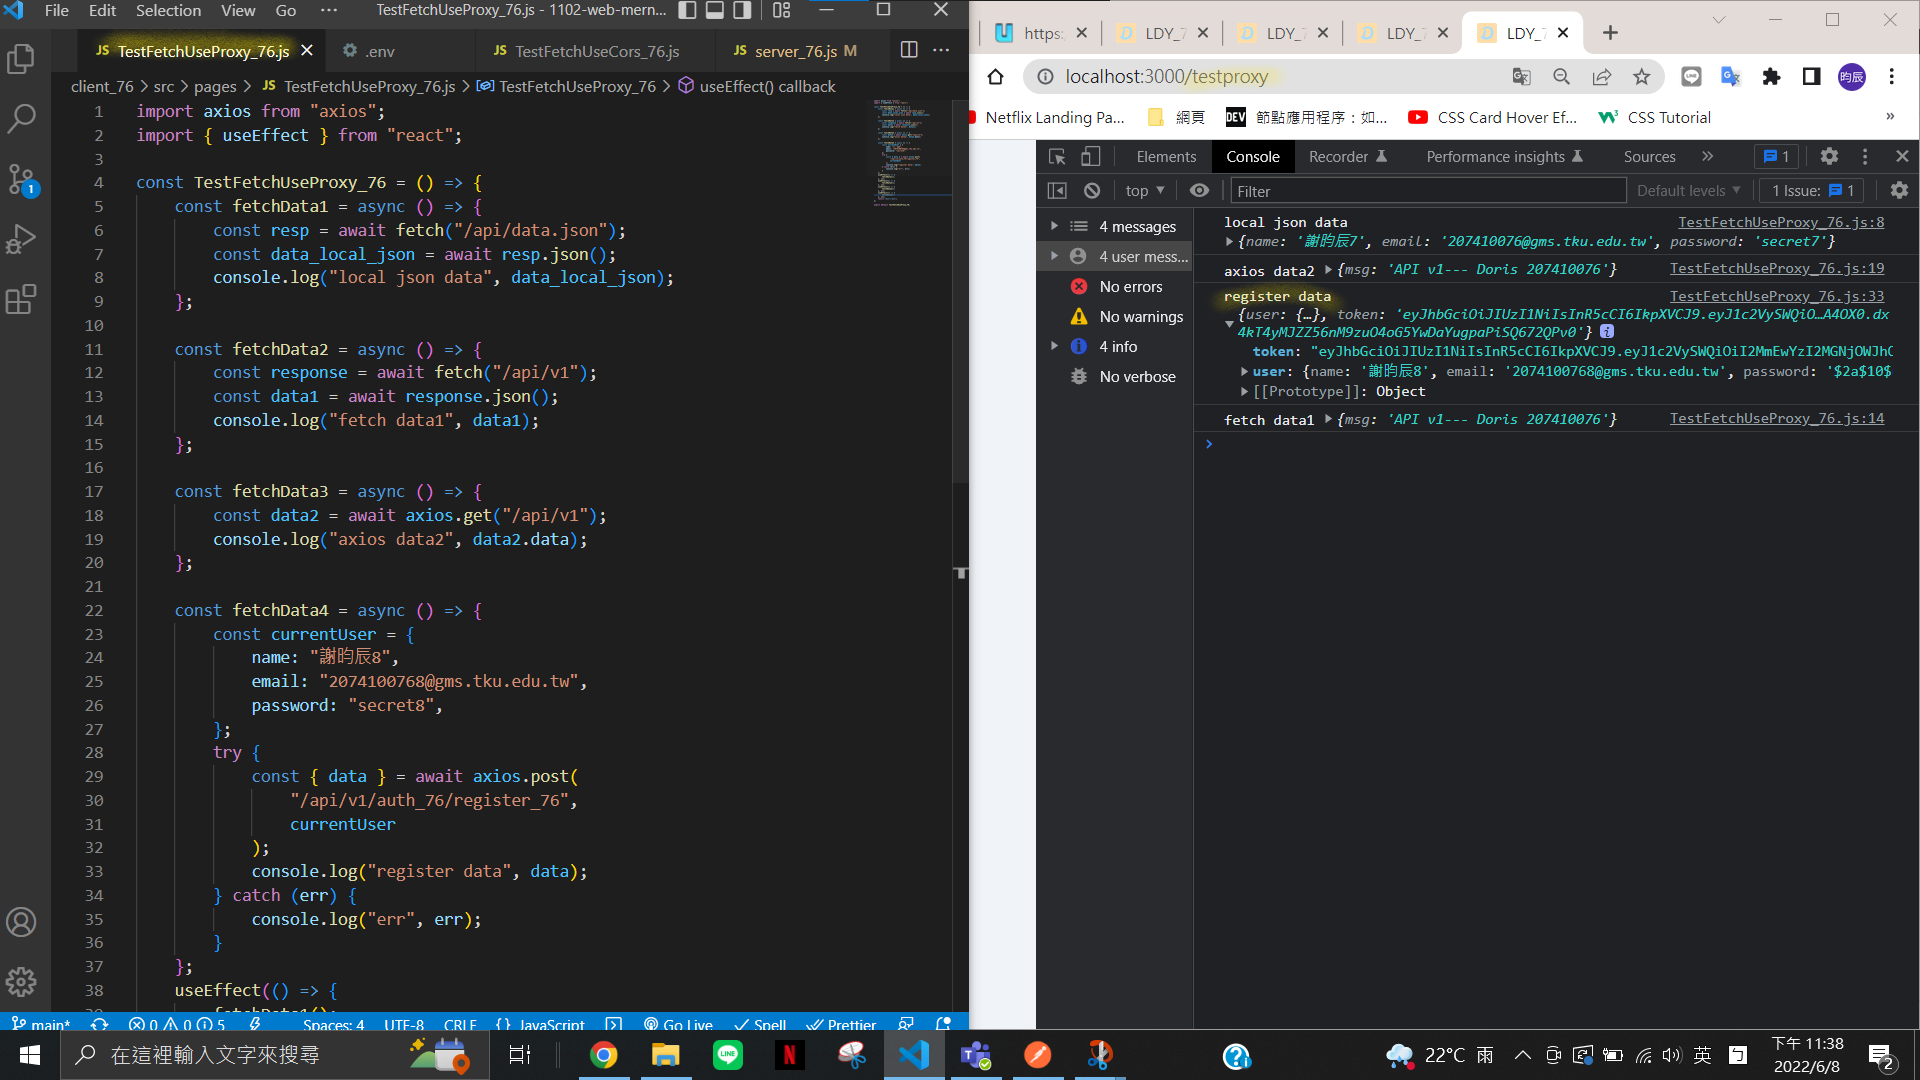 File Edit Selection View Go ··· TestFetchUseProxy_76.js - 1102-web-mern...
JS TestFetchUseProxy_76.js
.env
JS TestFetchUseCors_76.js
JS server_76.js M
client_76 > src > pages > JS TestFetchUseProxy_76.js > TestFetchUseProxy_76 > useEffect() callback
1 import axios from "axios";
2 import { useEffect } from "react";
3
4 const TestFetchUseProxy_76 = () => {
5 const fetchData1 = async () => {
6 const resp = await fetch("/api/data.json");
7 const data_local_json = await resp.json();
8 console.log("local json data", data_local_json);
9 };
10
11 const fetchData2 = async () => {
12 const response = await fetch("/api/v1");
13 const data1 = await response.json();
14 console.log("fetch data1", data1);
15 };
16
17 const fetchData3 = async () => {
18 const data2 = await axios.get("/api/v1");
19 console.log("axios data2", data2.data);
20 };
21
22 const fetchData4 = async () => {
23 const currentUser = {
24 name: "謝昀辰8",
25 email: "2074100768@gms.tku.edu.tw",
26 password: "secret8",
27 };
28 try {
29 const { data } = await axios.post(
30 "/api/v1/auth_76/register_76",
31 currentUser
32 );
33 console.log("register data", data);
34 } catch (err) {
35 console.log("err", err);
36 }
37 };
38 useEffect(() => {
1
main* 0 0 5 Spaces: 4 UTF-8 CRLF {} JavaScript Go Live Spell Prettier
https:
LDY_7
LDY_7
LDY_7
LDY_7
localhost:3000/testproxy
昀辰
Netflix Landing Pa...
網頁
DEV 節點應用程序：如...
CSS Card Hover Ef...
CSS Tutorial
»
Elements Console Recorder Performance insights Sources » 1
top Filter Default levels 1 Issue: 1
4 messages
4 user mess...
No errors
No warnings
4 info
No verbose
local json data TestFetchUseProxy_76.js:8
{name: '謝昀辰7', email: '207410076@gms.tku.edu.tw', password: 'secret7'}
axios data2 {msg: 'API v1--- Doris 207410076'} TestFetchUseProxy_76.js:19
register data TestFetchUseProxy_76.js:33
{user: {…}, token: 'eyJhbGciOiJIUzI1NiIsInR5cCI6IkpXVCJ9.eyJ1c2VySWQiO…A4OX0.dx
4kT4yMJZZ56nM9zuO4oG5YwDaYugpaPiSQ672QPv0'} i
token: "eyJhbGciOiJIUzI1NiIsInR5cCI6IkpXVCJ9.eyJ1c2VySWQiOiI2MmEwYzI2MGNjOWJhC
user: {name: '謝昀辰8', email: '2074100768@gms.tku.edu.tw', password: '$2a$10$
[[Prototype]]: Object
fetch data1 {msg: 'API v1--- Doris 207410076'} TestFetchUseProxy_76.js:14
在這裡輸入文字來搜尋
LINE
N
22°C 雨
英
下午 11:38
2022/6/8
2